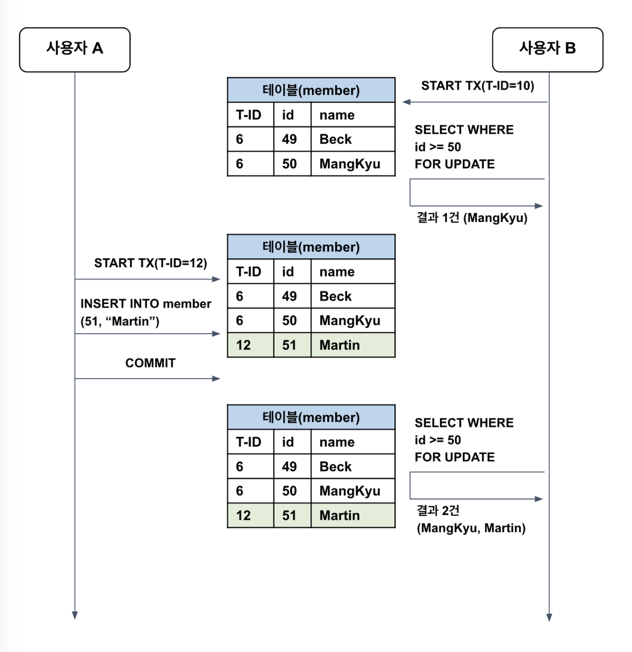 사용자 A
사용자 B
START TX(T-ID=10)
테이블(member)
T-ID id name
6 49 Beck
6 50 MangKyu
SELECT WHERE
id >= 50
FOR UPDATE
결과 1건 (MangKyu)
START TX(T-ID=12)
INSERT INTO member
(51, “Martin”)
COMMIT
테이블(member)
T-ID id name
6 49 Beck
6 50 MangKyu
12 51 Martin
테이블(member)
T-ID id name
6 49 Beck
6 50 MangKyu
12 51 Martin
SELECT WHERE
id >= 50
FOR UPDATE
결과 2건
(MangKyu, Martin)